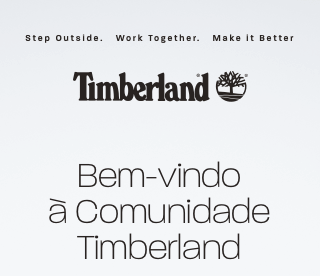 Step Outside. Work Together. Make it Better
Timberland
Bem-vindo
à Comunidade
Timberland